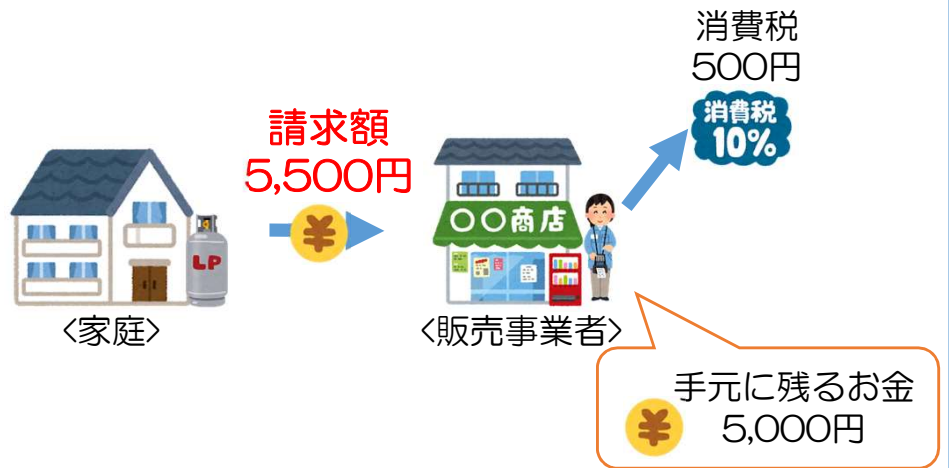 消費税
500円
消費税
10%
請求額
5,500円
¥
LP
〇〇商店
<家庭>
<販売事業者>
手元に残るお金
¥
5,000円